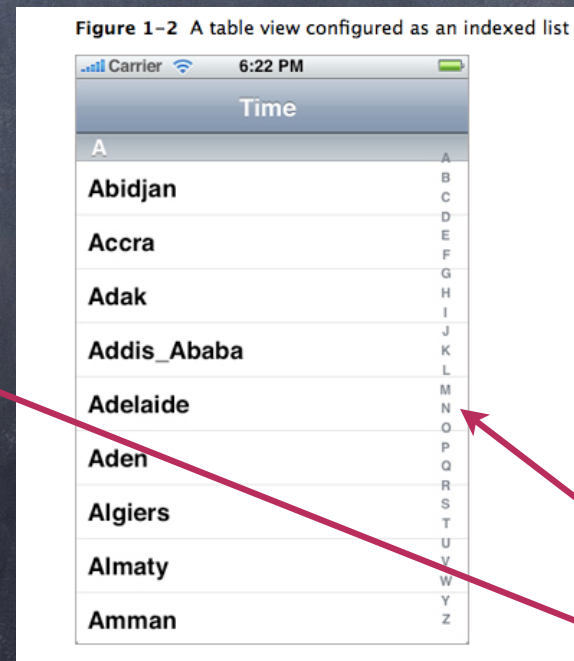 Figure 1-2 A table view configured as an indexed list
Carrier 6:22 PM
Time
A
Abidjan
Accra
Adak
Addis_Ababa
Adelaide
Aden
Algiers
Almaty
Amman
A
B
C
D
E
F
G
H
I
J
K
L
M
N
O
P
Q
R
S
T
U
V
W
Y
Z